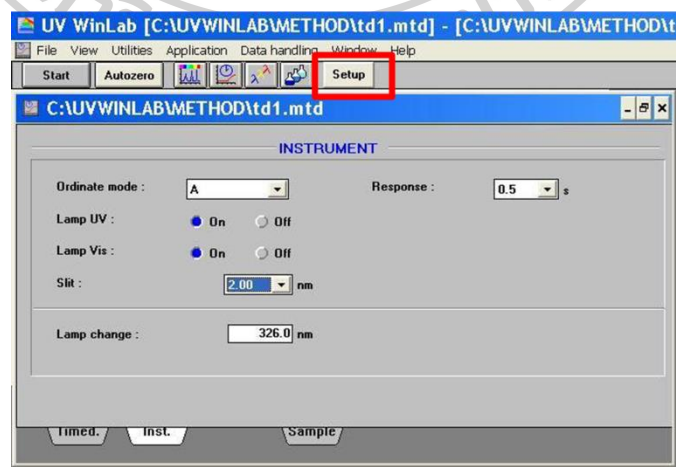 UV WinLab [C:\UVWINLAB\METHOD\td1.mtd] - [C:\UVWINLAB\METHOD\t
File View Utilities Application Data handling Window Help
Start Autozero Setup
C:\UVWINLAB\METHOD\td1.mtd
INSTRUMENT
Ordinate mode : A Response : 0.5 s
Lamp UV : On Off
Lamp Vis : On Off
Slit : 2.00 nm
Lamp change : 326.0 nm
Timed. Inst. Sample